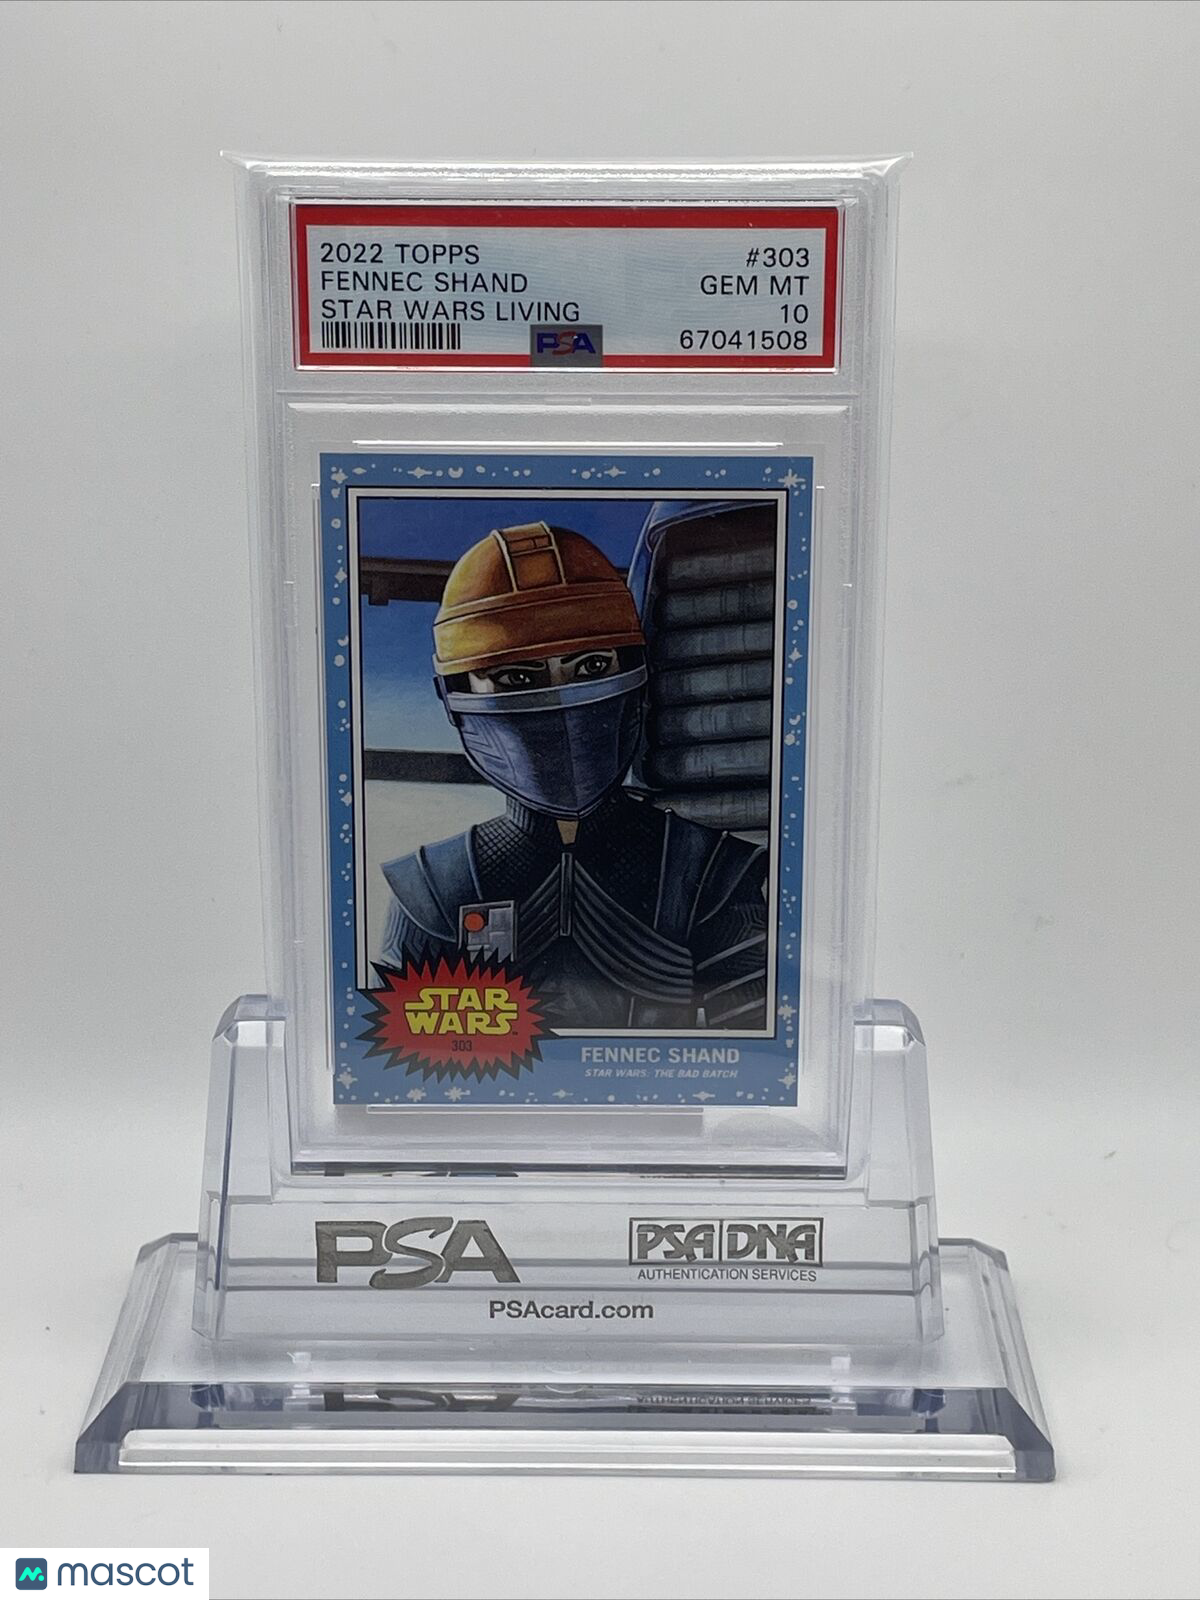 2022 TOPPS #303
FENNEC SHAND GEM MT
STAR WARS LIVING 10
PSA 67041508
STAR
WARS
303
FENNEC SHAND
STAR WARS: THE BAD BATCH
PSA PSA DNA
AUTHENTICATION SERVICES
PSAcard.com
mascot